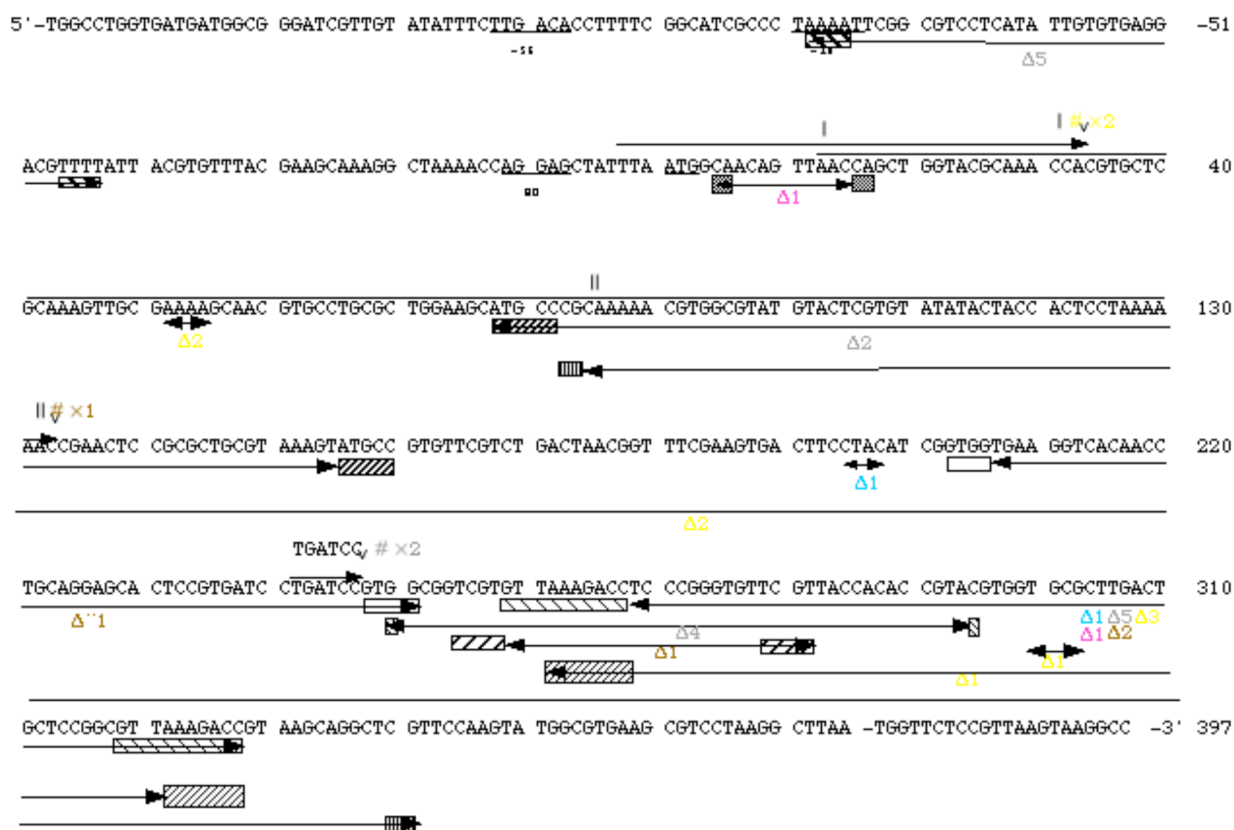 5'-TGGCCTGGTGATGATGGCG GGATCGTTGT ATATTTCTTG ACACCTTTTC GGCATCGCCC TAAAATTCGG CGTCCTCATA TTGTGTGAGG -51
-10
Δ5
I I # ×2
ACGTTTTATT ACGTGTTTAC GAAGCAAAGG CTAAAACCAG GAGCTATTTA ATGGCAACAG TTAACCAGCT GGTACGCAAA CCACGTGCTC 40
Δ1
II
GCAAAGTTGC GAAAAGCAAC GTGCCTGCGC TGGAAGCATG CCCGCAAAAA CGTGGCGTAT GTACTCGTGT ATATACTACC ACTCCTAAAA 130
Δ2 Δ2
II # ×1
AACCGAACTC CGCGCTGCGT AAAGTATGCC GTGTTCGTCT GACTAACGGT TTCGAAGTGA CTTCCTACAT CGGTGGTGAA GGTCACAACC 220
Δ1
Δ2
TGATCC # ×2
TGCAGGAGCA CTCCGTGATC CTGATCCGTG GCGGTCGTGT TAAAGACCTC CCGGGTGTTC GTTACCACAC CGTACGTGGT GCGCTTGACT 310
Δ¨1 Δ4 Δ1 Δ5 Δ3
Δ1 Δ1 Δ2
Δ1 Δ1
GCTCCGGCGT TAAAGACCGT AAGCAGGCTC GTTCCAAGTA TGGCGTGAAG CGTCCTAAGG CTTAA -TGGTTCTCCGTTAAGTAAGGCC -3' 397